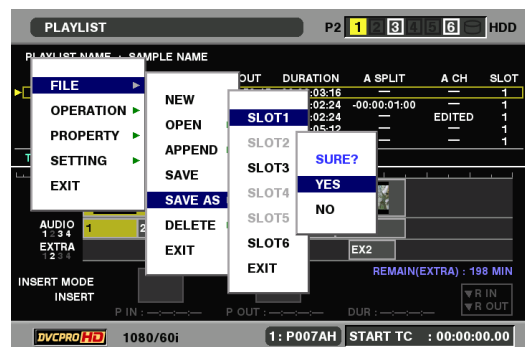 PLAYLIST P2 1 2 3 4 5 6 HDD
PLAYLIST NAME : SAMPLE NAME
OUT DURATION A SPLIT A CH SLOT
:03:16 — — 1
:02:24 -00:00:01:00 — 1
:02:24 — EDITED 1
:05:12 — — 1
— — 1
FILE
OPERATION
PROPERTY
SETTING
EXIT
NEW
OPEN
APPEND
SAVE
SAVE AS
DELETE
EXIT
SLOT1
SLOT2
SLOT3
SLOT4
SLOT5
SLOT6
EXIT
SURE?
YES
NO
T
AUDIO
1 2 3 4
1 2
EXTRA
1 2 3 4
EX2
REMAIN(EXTRA) : 198 MIN
INSERT MODE
INSERT
▼R IN
▼R OUT
P IN : —:—:—:— P OUT : —:—:—:— DUR : —:—:—:—
DVCPRO HD 1080/60i 1: P007AH START TC : 00:00:00.00